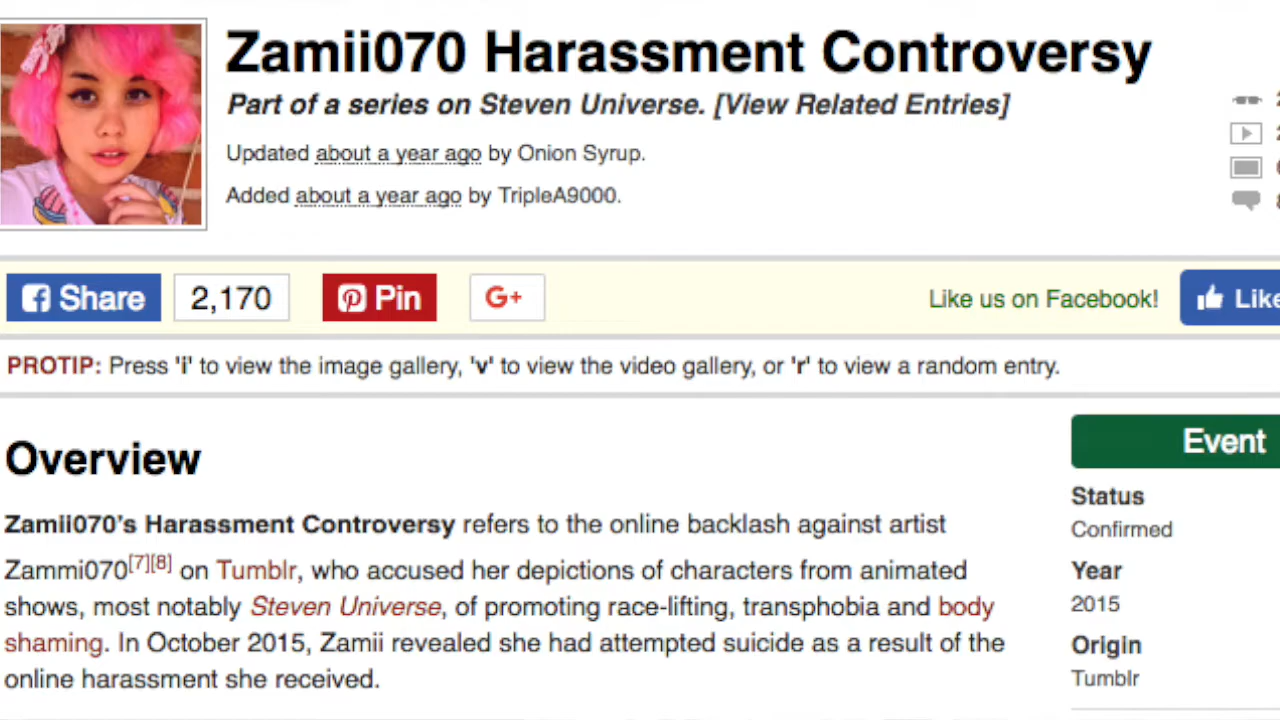 Zamii070 Harassment Controversy
Part of a series on Steven Universe. [View Related Entries]
Updated about a year ago by Onion Syrup.
Added about a year ago by TripleA9000.
Share 2,170 Pin G+ Like us on Facebook! Like
PROTIP: Press 'i' to view the image gallery, 'v' to view the video gallery, or 'r' to view a random entry.
Overview
Zamii070's Harassment Controversy refers to the online backlash against artist
Zammi070[7][8] on Tumblr, who accused her depictions of characters from animated
shows, most notably Steven Universe, of promoting race-lifting, transphobia and body
shaming. In October 2015, Zamii revealed she had attempted suicide as a result of the
online harassment she received.
Event
Status
Confirmed
Year
2015
Origin
Tumblr